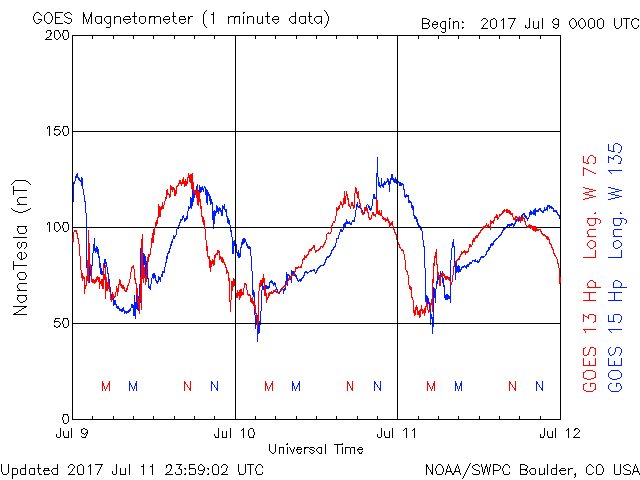 GOES Magnetometer (1 minute data)
Begin: 2017 Jul 9 0000 UTC
200
150
100
50
0
NanoTesla (nT)
M M N N M M N N M M N N
Jul 9 Jul 10 Jul 11 Jul 12
Universal Time
GOES 13 Hp Long. W 75
GOES 15 Hp Long. W 135
Updated 2017 Jul 11 23:59:02 UTC
NOAA/SWPC Boulder, CO USA